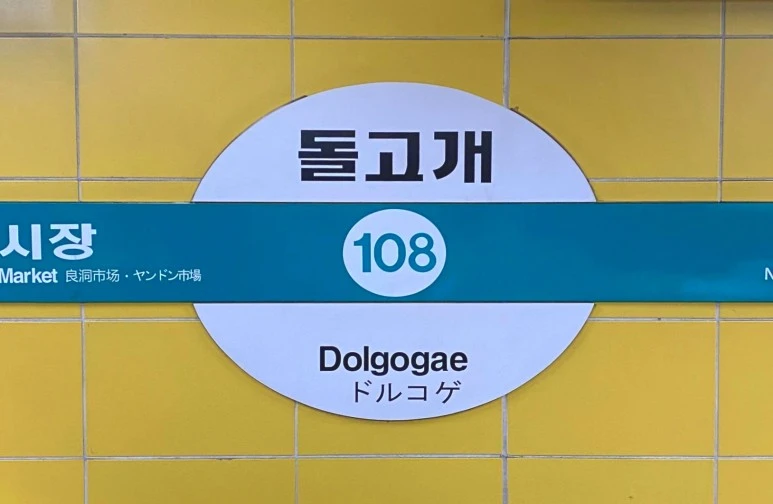 돌고개
시장
108
Market 良洞市场・ヤンドン市場
N
Dolgogae
ドルコゲ